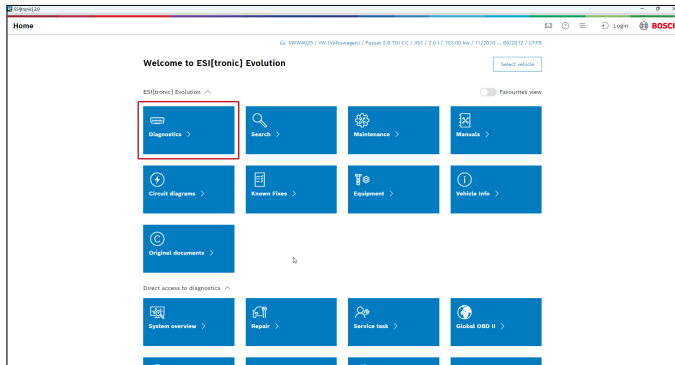 ESI[tronic] 2.0
Home
Login
BOSCH
VWW4025 / VW (Volkswagen) / Passat 2.0 TDI CC / 357 / 2.0 l / 103.00 kw / 11/2010 ... 05/2012 / CFFB
Welcome to ESI[tronic] Evolution
Select vehicle
ESI[tronic] Evolution
Favourites view
Diagnostics
Search
Maintenance
Manuals
Circuit diagrams
Known Fixes
Equipment
Vehicle Info
Original documents
Direct access to diagnostics
System overview
Repair
Service task
Global OBD II